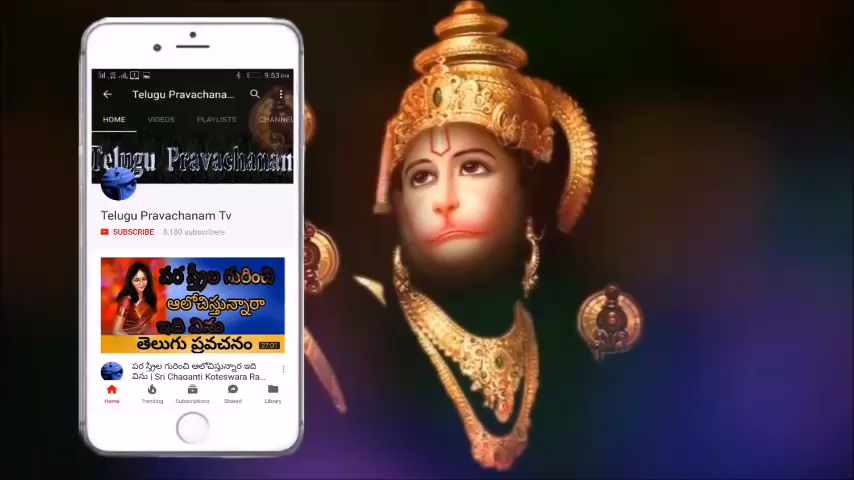 9:53 PM
Telugu Pravachana...
HOME VIDEOS PLAYLISTS CHANNEL
Telugu Pravachanam
Telugu Pravachanam Tv
SUBSCRIBE 8,180 subscribers
పర స్త్రీల గురించి
ఆలోచిస్తున్నారా
ఇది విను
తెలుగు ప్రవచనం 27:01
పర స్త్రీల గురించి ఆలోచిస్తున్నార ఇది
విను | Sri Chaganti Koteswara Ra...
Home Trending Subscriptions Shared Library